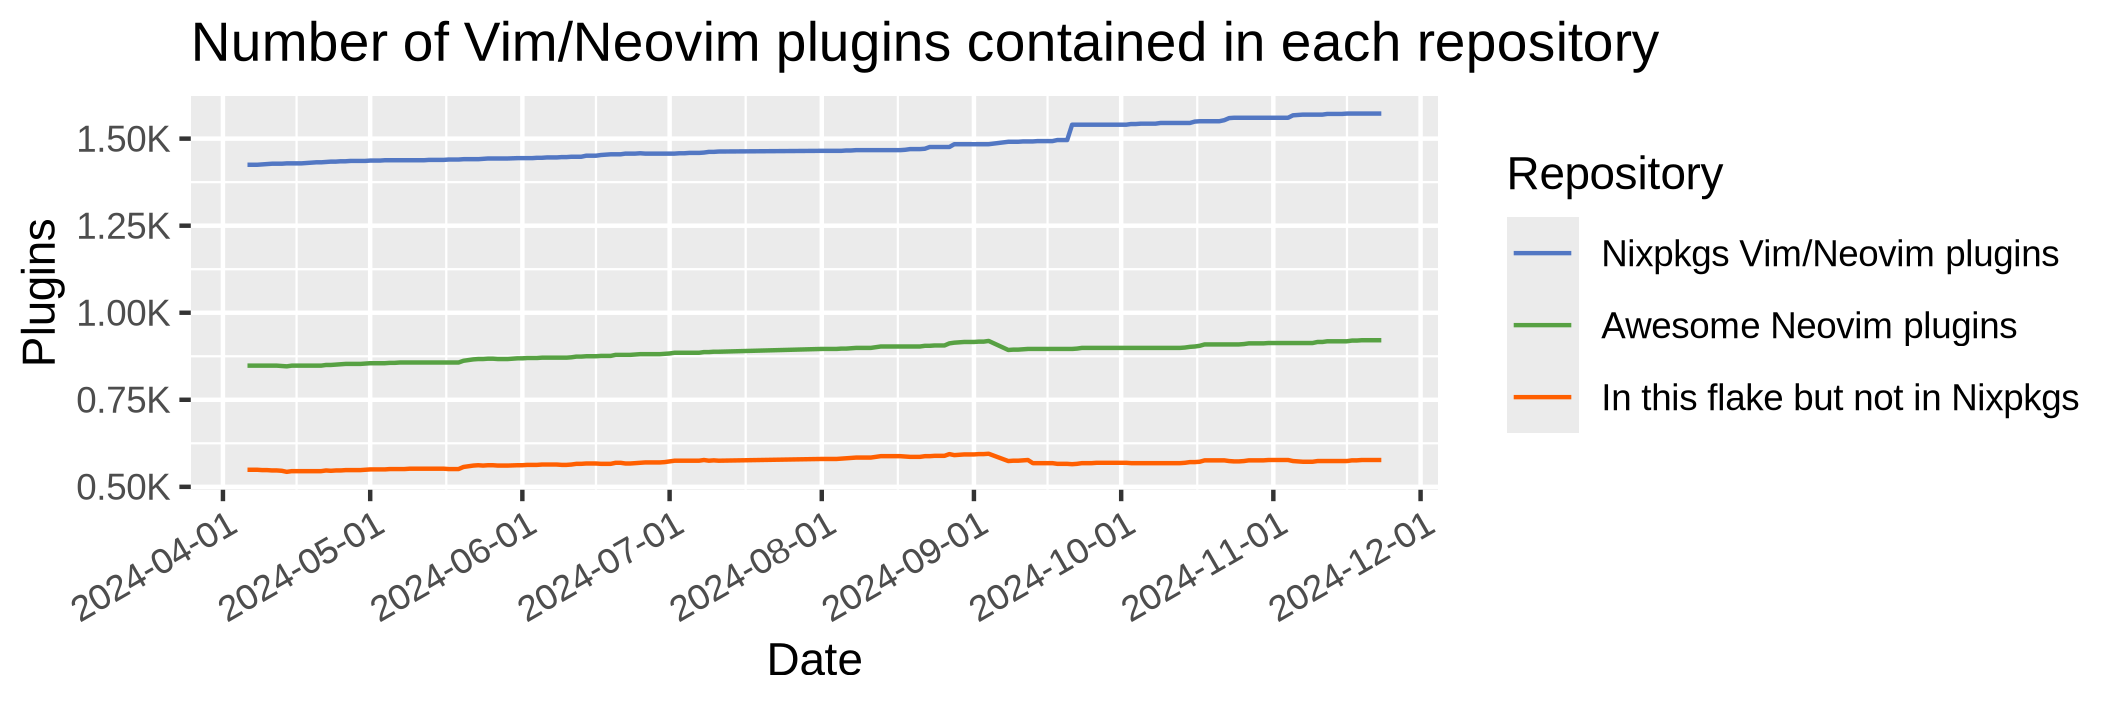 Number of Vim/Neovim plugins contained in each repository
Plugins
1.50K
1.25K
1.00K
0.75K
0.50K
2024-04-01
2024-05-01
2024-06-01
2024-07-01
2024-08-01
2024-09-01
2024-10-01
2024-11-01
2024-12-01
Date
Repository
Nixpkgs Vim/Neovim plugins
Awesome Neovim plugins
In this flake but not in Nixpkgs